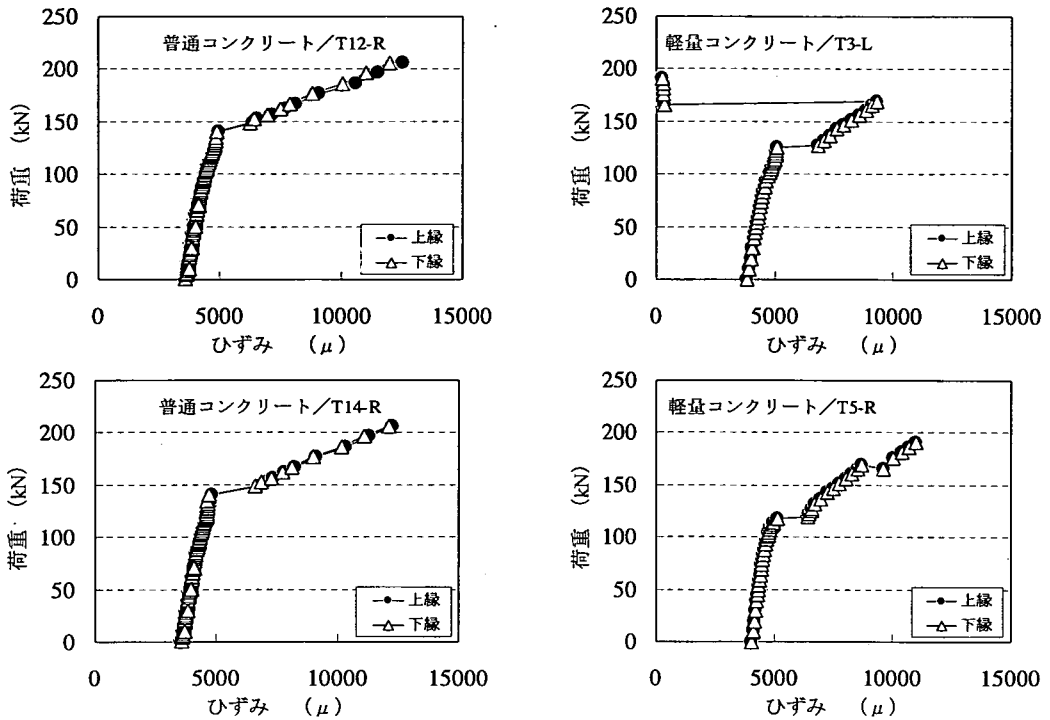 普通コンクリート/T12-R
荷重 (kN)
250
200
150
100
50
0
上縁
下縁
0 5000 10000 15000
ひずみ (μ)
軽量コンクリート/T3-L
荷重 (kN)
250
200
150
100
50
0
上縁
下縁
0 5000 10000 15000
ひずみ (μ)
普通コンクリート/T14-R
荷重 (kN)
250
200
150
100
50
0
上縁
下縁
0 5000 10000 15000
ひずみ (μ)
軽量コンクリート/T5-R
荷重 (kN)
250
200
150
100
50
0
上縁
下縁
0 5000 10000 15000
ひずみ (μ)